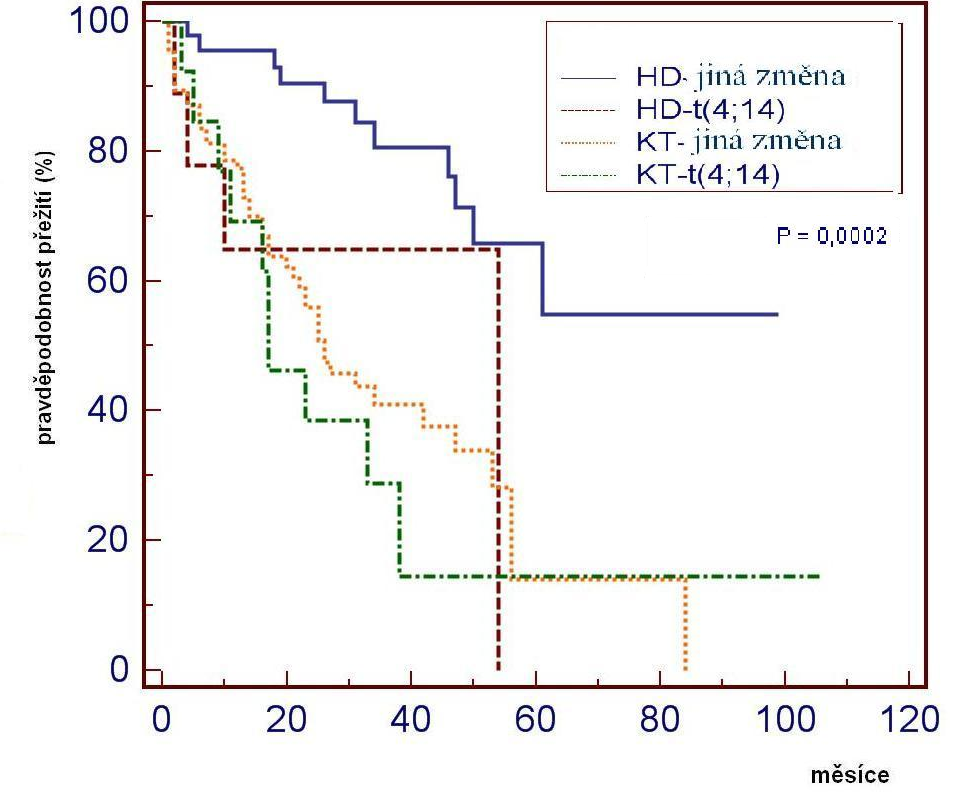 100
80
60
40
20
0
pravděpodobnost přežití (%)
HD- jiná změna
HD-t(4;14)
KT- jiná změna
KT-t(4;14)
P = 0,0002
0 20 40 60 80 100 120
měsíce